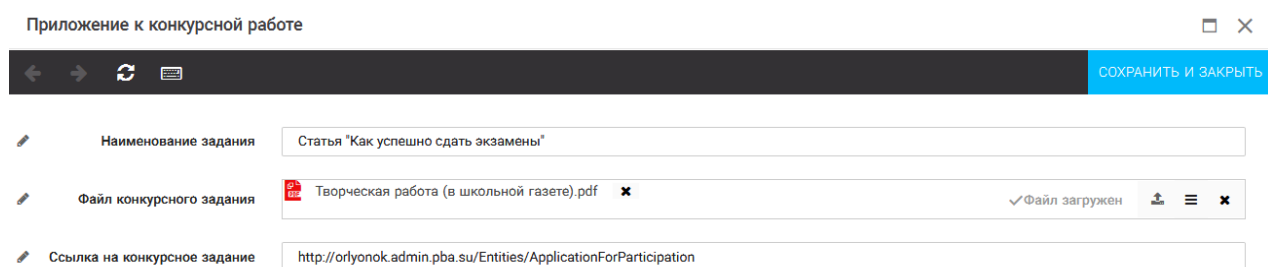 Приложение к конкурсной работе
СОХРАНИТЬ И ЗАКРЫТЬ
Наименование задания Статья "Как успешно сдать экзамены"
Файл конкурсного задания Творческая работа (в школьной газете).pdf Файл загружен
Ссылка на конкурсное задание http://orlyonok.admin.pba.su/Entities/ApplicationForParticipation